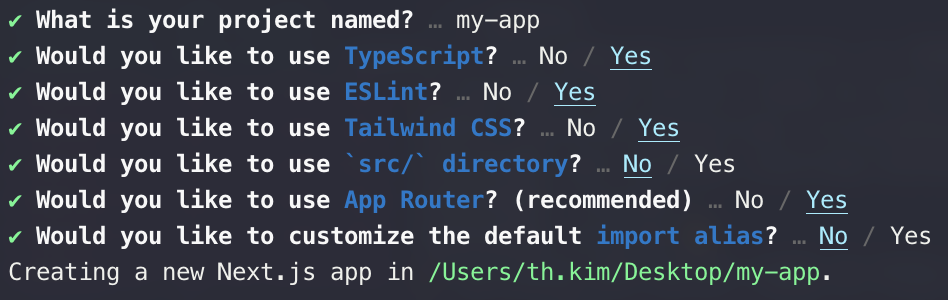 ✔ What is your project named? … my-app
✔ Would you like to use TypeScript? … No / Yes
✔ Would you like to use ESLint? … No / Yes
✔ Would you like to use Tailwind CSS? … No / Yes
✔ Would you like to use `src/` directory? … No / Yes
✔ Would you like to use App Router? (recommended) … No / Yes
✔ Would you like to customize the default import alias? … No / Yes
Creating a new Next.js app in /Users/th.kim/Desktop/my-app.